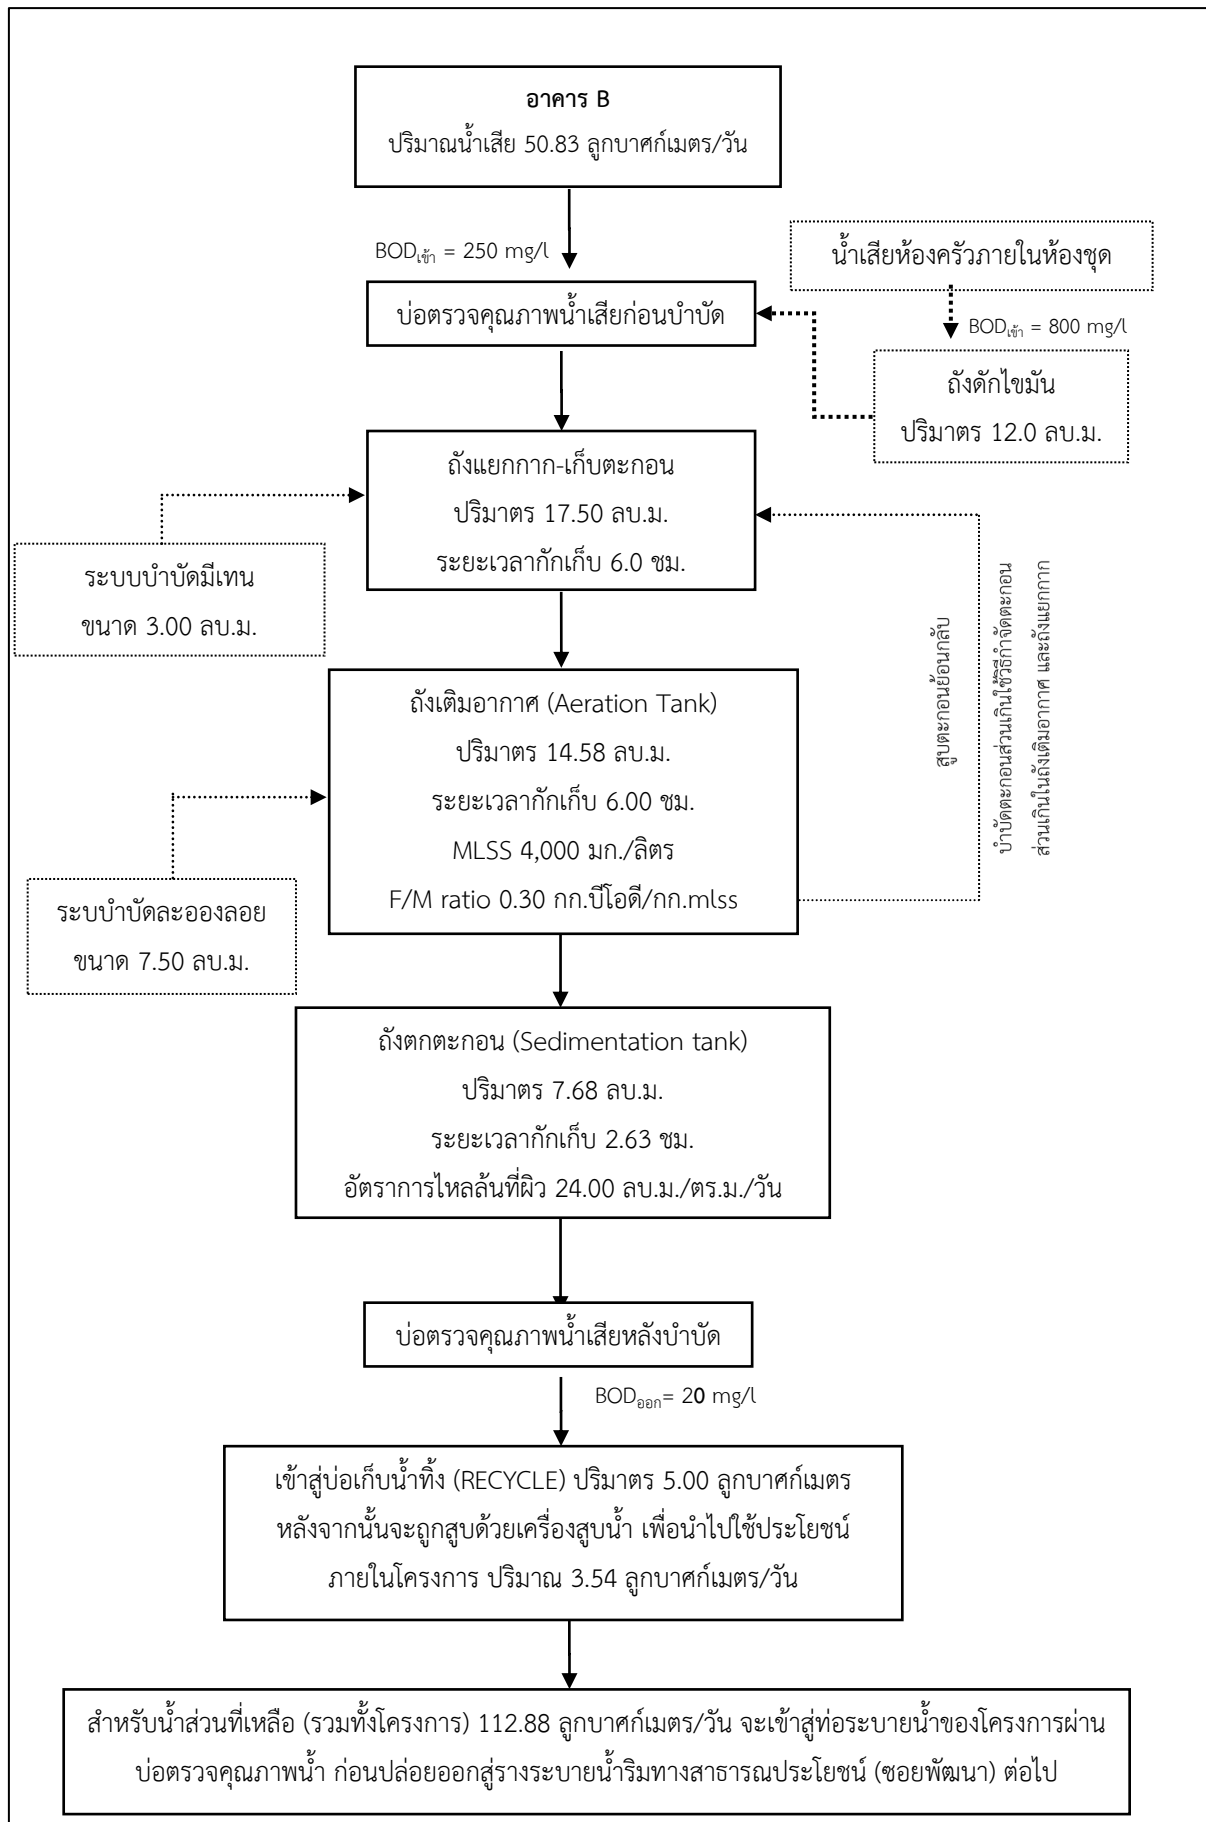 อาคาร B
ปริมาณน้ำเสีย 50.83 ลูกบาศก์เมตร/วัน
BODเข้า = 250 mg/l
น้ำเสียห้องครัวภายในห้องชุด
บ่อตรวจคุณภาพน้ำเสียก่อนบำบัด
BODเข้า = 800 mg/l
ถังดักไขมัน
ปริมาตร 12.0 ลบ.ม.
ถังแยกกาก-เก็บตะกอน
ปริมาตร 17.50 ลบ.ม.
ระยะเวลากักเก็บ 6.0 ชม.
ระบบบำบัดมีเทน
ขนาด 3.00 ลบ.ม.
สูบตะกอนย้อนกลับ
บำบัดตะกอนส่วนเกินใช้วิธีกำจัดตะกอน
ส่วนเกินในถังเติมอากาศ และถังแยกกาก
ถังเติมอากาศ (Aeration Tank)
ปริมาตร 14.58 ลบ.ม.
ระยะเวลากักเก็บ 6.00 ชม.
MLSS 4,000 มก./ลิตร
F/M ratio 0.30 กก.บีโอดี/กก.mlss
ระบบำบัดละอองลอย
ขนาด 7.50 ลบ.ม.
ถังตกตะกอน (Sedimentation tank)
ปริมาตร 7.68 ลบ.ม.
ระยะเวลากักเก็บ 2.63 ชม.
อัตราการไหลล้นที่ผิว 24.00 ลบ.ม./ตร.ม./วัน
บ่อตรวจคุณภาพน้ำเสียหลังบำบัด
BODออก= 20 mg/l
เข้าสู่บ่อเก็บน้ำทิ้ง (RECYCLE) ปริมาตร 5.00 ลูกบาศก์เมตร
หลังจากนั้นจะถูกสูบด้วยเครื่องสูบน้ำ เพื่อนำไปใช้ประโยชน์
ภายในโครงการ ปริมาณ 3.54 ลูกบาศก์เมตร/วัน
สำหรับน้ำส่วนที่เหลือ (รวมทั้งโครงการ) 112.88 ลูกบาศก์เมตร/วัน จะเข้าสู่ท่อระบายน้ำของโครงการผ่าน
บ่อตรวจคุณภาพน้ำ ก่อนปล่อยออกสู่รางระบายน้ำริมทางสาธารณประโยชน์ (ซอยพัฒนา) ต่อไป